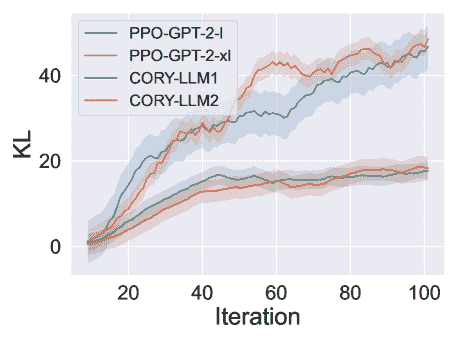 PPO-GPT-2-l
PPO-GPT-2-xl
CORY-LLM1
CORY-LLM2
KL
40
20
0
20
40
60
80
100
Iteration